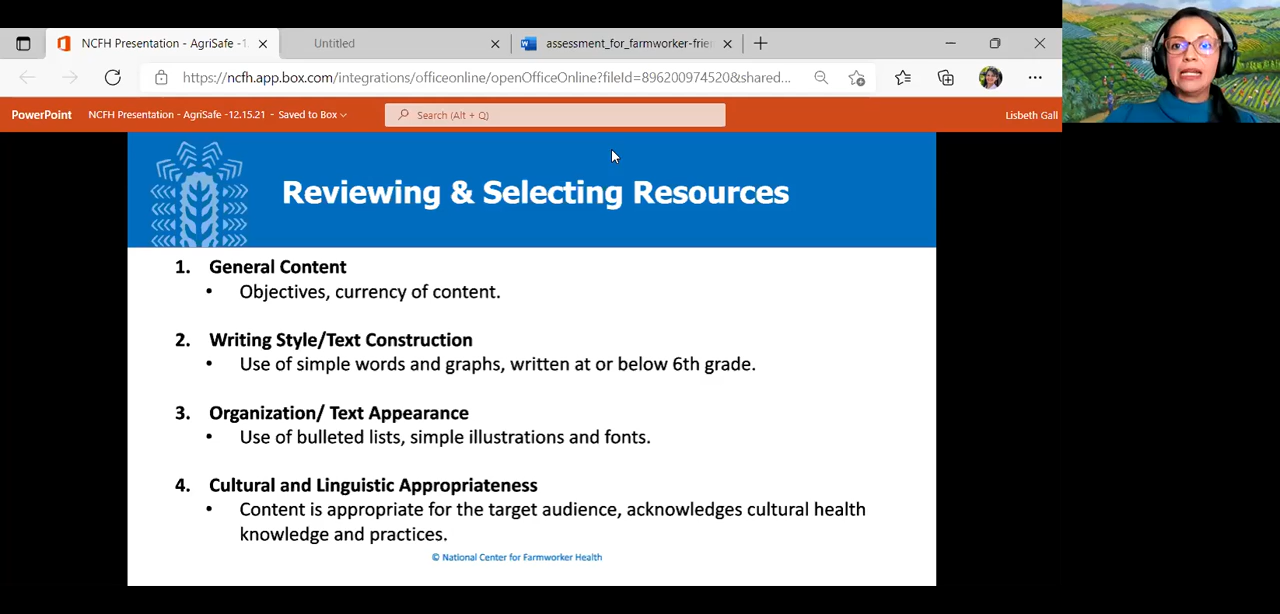 NCFH Presentation - AgriSafe -1
Untitled
assessment_for_farmworker-frie
https://ncfh.app.box.com/integrations/officeonline/openOfficeOnline?fileId=896200974520&shared...
PowerPoint
NCFH Presentation - AgriSafe -12.15.21 - Saved to Box
Search (Alt + Q)
Lisbeth Gall
Reviewing & Selecting Resources
1. General Content
• Objectives, currency of content.
2. Writing Style/Text Construction
• Use of simple words and graphs, written at or below 6th grade.
3. Organization/ Text Appearance
• Use of bulleted lists, simple illustrations and fonts.
4. Cultural and Linguistic Appropriateness
• Content is appropriate for the target audience, acknowledges cultural health
knowledge and practices.
© National Center for Farmworker Health